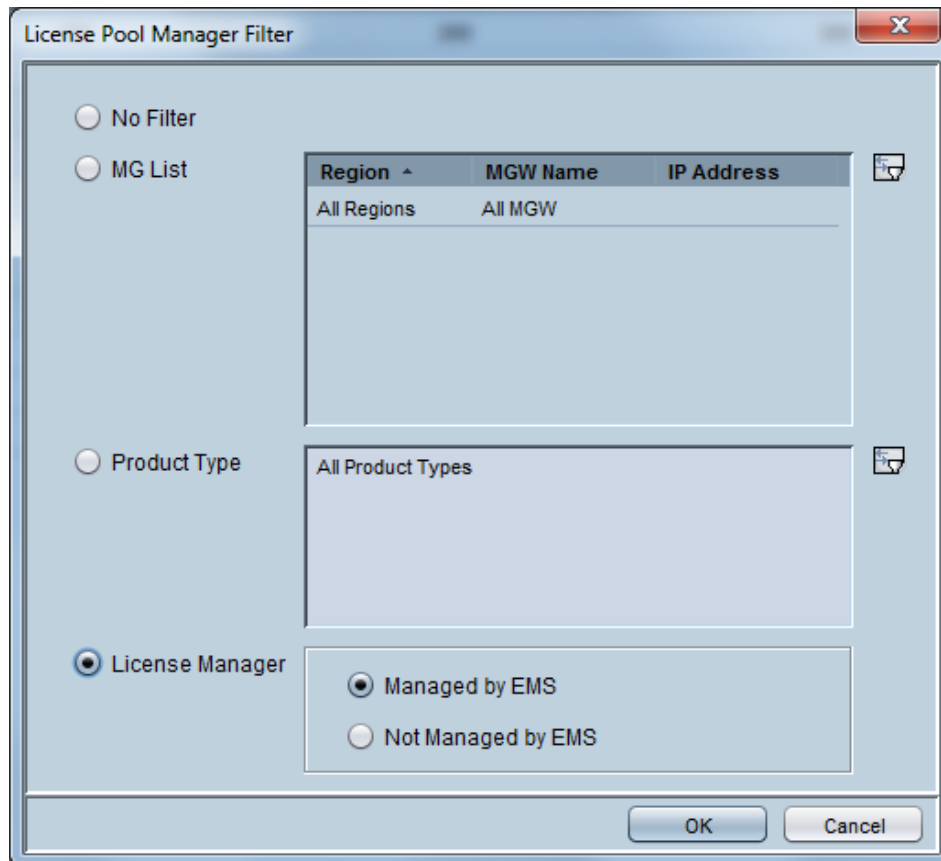 License Pool Manager Filter
No Filter
MG List
Region MGW Name IP Address
All Regions All MGW
Product Type
All Product Types
License Manager
Managed by EMS
Not Managed by EMS
OK Cancel